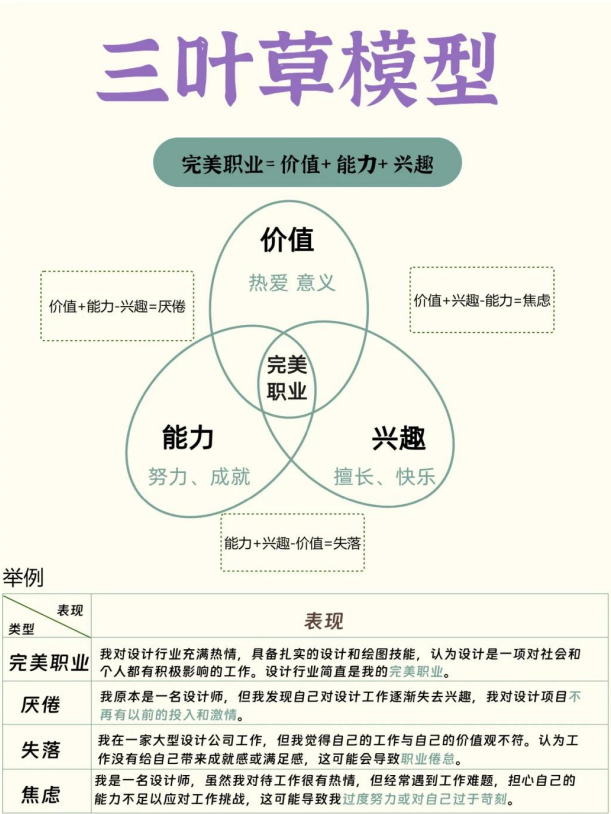 三叶草模型
完美职业= 价值+ 能力+ 兴趣
价值
热爱 意义
价值+能力-兴趣=厌倦
价值+兴趣-能力=焦虑
完美
职业
能力
努力、成就
兴趣
擅长、快乐
能力+兴趣-价值=失落
举例
表现
类型
表现
完美职业
我对设计行业充满热情，具备扎实的设计和绘图技能，认为设计是一项对社会和
个人都有积极影响的工作。设计行业简直是我的完美职业。
厌倦
我原本是一名设计师，但我发现自己对设计工作逐渐失去兴趣，我对设计项目不
再有以前的投入和激情。
失落
我在一家大型设计公司工作，但我觉得自己的工作与自己的价值观不符。认为工
作没有给自己带来成就感或满足感，这可能会导致职业倦怠。
焦虑
我是一名设计师，虽然我对待工作很有热情，但经常遇到工作难题，担心自己的
能力不足以应对工作挑战，这可能导致我过度努力或对自己过于苛刻。